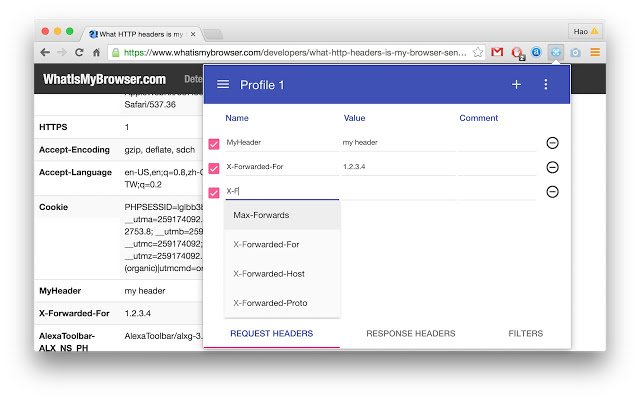 What HTTP headers is my
Hao
https://www.whatismybrowser.com/developers/what-http-headers-is-my-browser-sen...
2
WhatIsMyBrowser.com Dete
Safari/537.36
HTTPS 1
Accept-Encoding gzip, deflate, sdch
Accept-Language en-US,en;q=0.8,zh-
TW;q=0.2
Cookie
__utma=259174092.
2753.8; __utmb=259
__utmc=259174092;
__utmz=259174092.
(organic)|utmcmd=or
MyHeader my header
X-Forwarded-For 1.2.3.4
AlexaToolbar- AlexaToolbar/alxg-3.
ALX_NS_PH
Profile 1
Name Value Comment
MyHeader my header
X-Forwarded-For 1.2.3.4
X-F
Max-Forwards
X-Forwarded-For
X-Forwarded-Host
X-Forwarded-Proto
REQUEST HEADERS RESPONSE HEADERS FILTERS